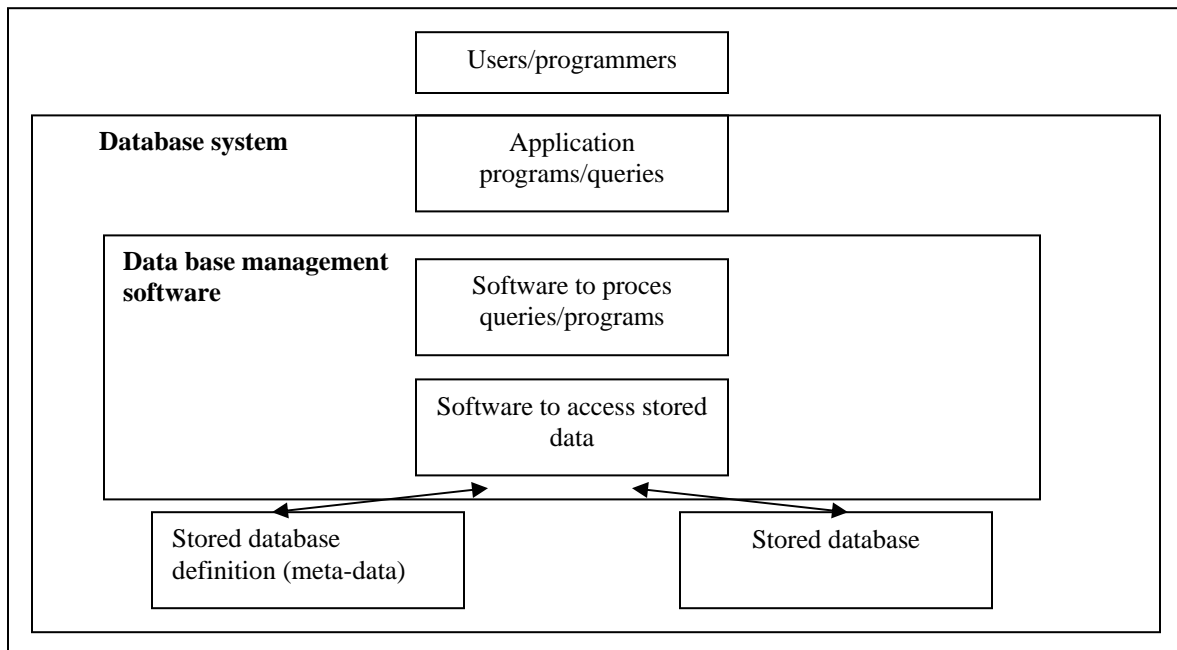 Users/programmers
Database system
Application
programs/queries
Data base management
software
Software to proces
queries/programs
Software to access stored
data
Stored database
definition (meta-data)
Stored database